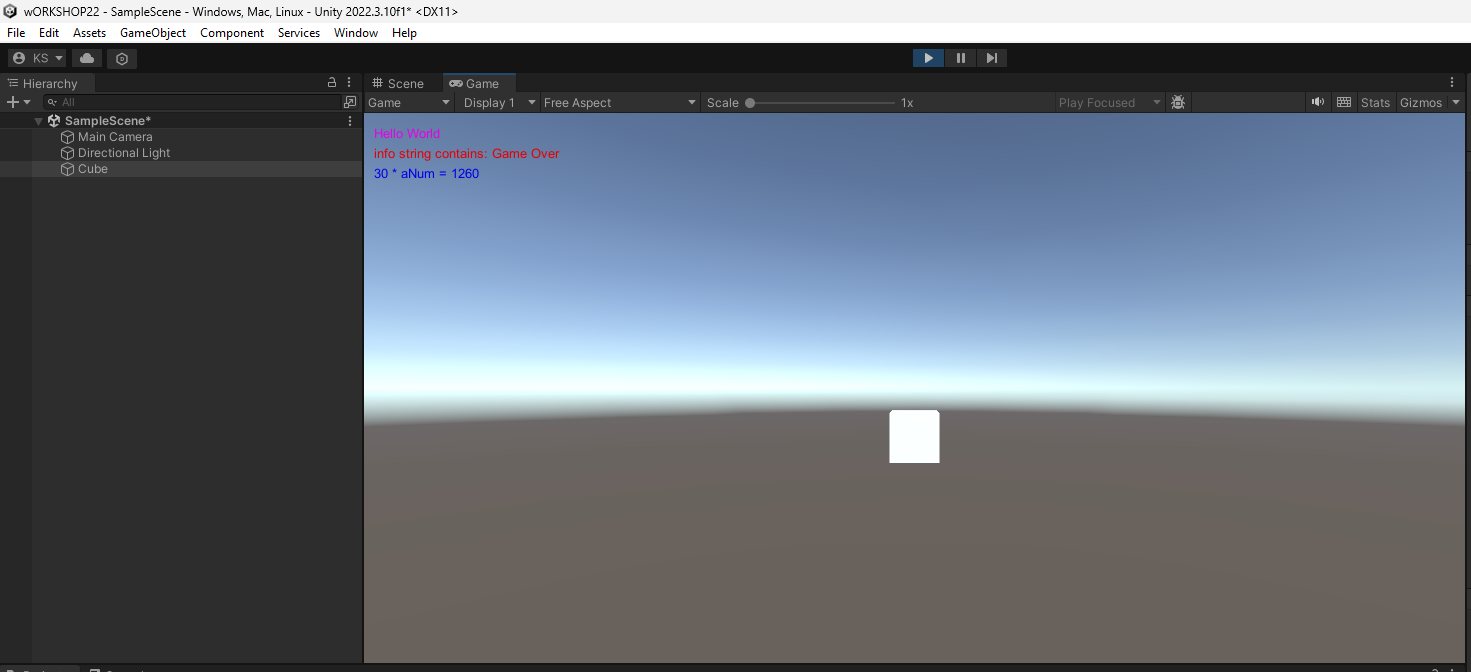 wORKSHOP22 - SampleScene - Windows, Mac, Linux - Unity 2022.3.10f1* <DX11>
File Edit Assets GameObject Component Services Window Help
KS
Hierarchy
Scene Game
All
Game Display 1 Free Aspect Scale 1x Play Focused Stats Gizmos
SampleScene*
Main Camera
Directional Light
Cube
Hello World
info string contains: Game Over
30 * aNum = 1260